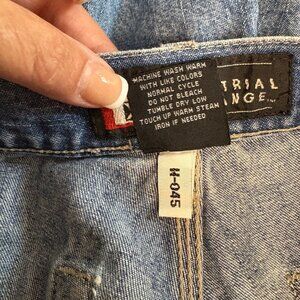 MACHINE WASH WARM
WITH LIKE COLORS
NORMAL CYCLE
DO NOT BLEACH
TUMBLE DRY LOW
TOUCH UP WARM STEAM
IRON IF NEEDED
TRIAL
NGE
H-045